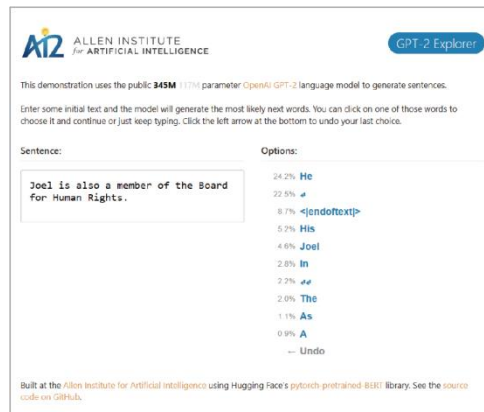 AI2 ALLEN INSTITUTE
for ARTIFICIAL INTELLIGENCE
GPT-2 Explorer
This demonstration uses the public 345M 117M parameter OpenAI GPT-2 language model to generate sentences.
Enter some initial text and the model will generate the most likely next words. You can click on one of those words to
choose it and continue or just keep typing. Click the left arrow at the bottom to undo your last choice.
Sentence:
Joel is also a member of the Board
for Human Rights.
Options:
24.2% He
22.5% ↲
8.7% <|endoftext|>
5.2% His
4.6% Joel
2.8% In
2.2% ↲↲
2.0% The
1.1% As
0.9% A
← Undo
Built at the Allen Institute for Artificial Intelligence using Hugging Face's pytorch-pretrained-BERT library. See the source
code on GitHub.